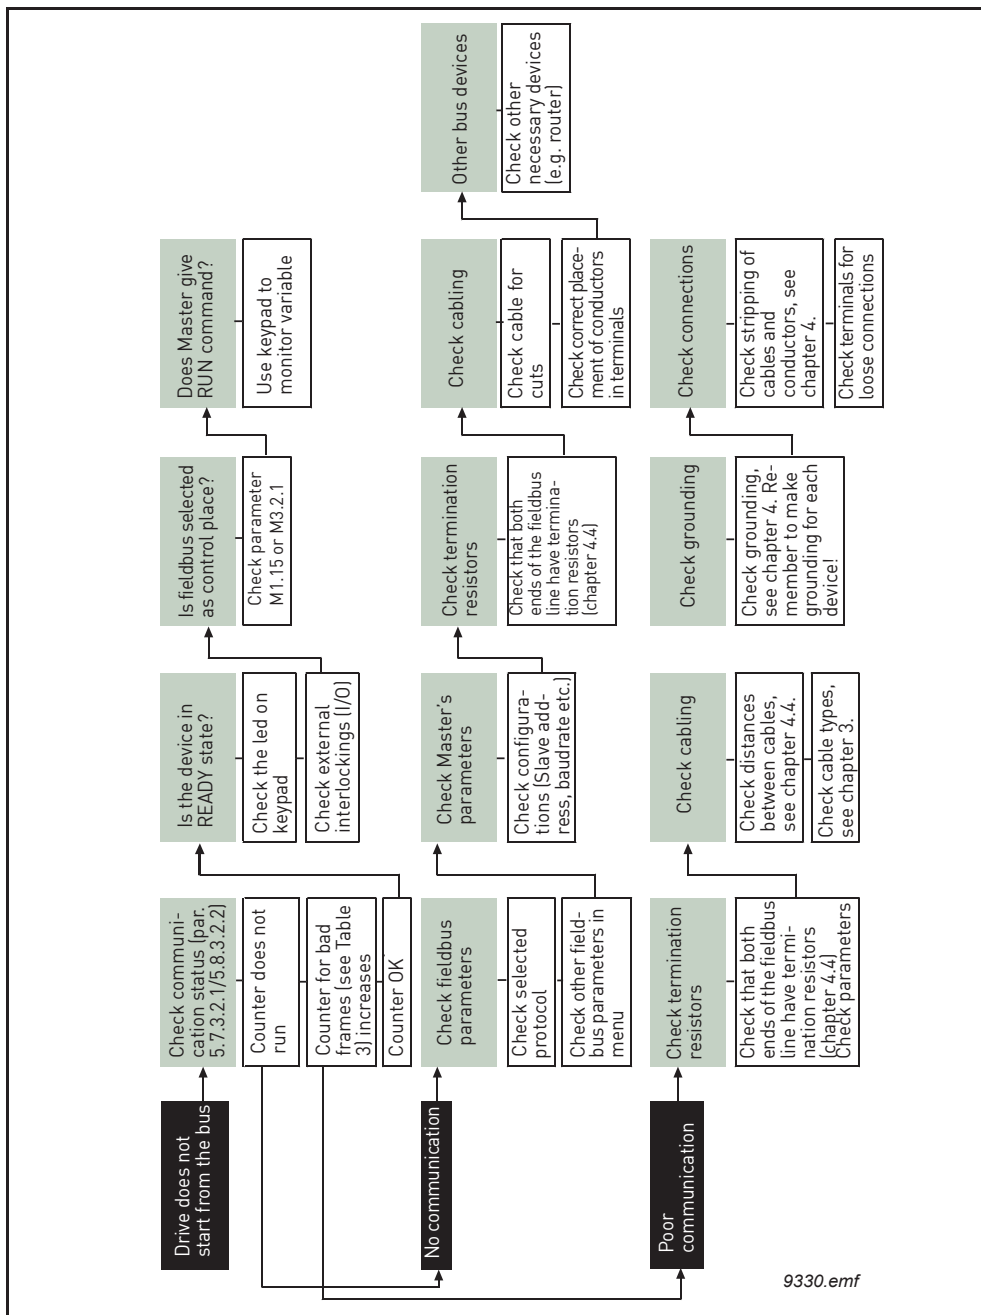 Drive does not
start from the bus
Check communi-
cation status (par.
5.7.3.2.1/5.8.3.2.2)
Counter does not
run
Counter for bad
frames (see Table
3) increases
Counter OK
Is the device in
READY state?
Check the led on
keypad
Check external
interlockings (I/O)
Is fieldbus selected
as control place?
Check parameter
M1.15 or M3.2.1
Does Master give
RUN command?
Use keypad to
monitor variable
No communication
Check fieldbus
parameters
Check selected
protocol
Check other field-
bus parameters in
menu
Check Master's
parameters
Check configura-
tions (Slave add-
ress, baudrate etc.)
Check termination
resistors
Check that both
ends of the fieldbus
line have termina-
tion resistors
(chapter 4.4)
Check cabling
Check cable for
cuts
Check correct place-
ment of conductors
in terminals
Other bus devices
Check other
necessary devices
(e.g. router)
Poor
communication
Check termination
resistors
Check that both
ends of the fieldbus
line have termi-
nation resistors
(chapter 4.4)
Check parameters
Check cabling
Check distances
between cables,
see chapter 4.4.
Check cable types,
see chapter 3.
Check grounding
Check grounding,
see chapter 4. Re-
member to make
grounding for each
device!
Check connections
Check stripping of
cables and
conductors, see
chapter 4.
Check terminals for
loose connections
9330.emf